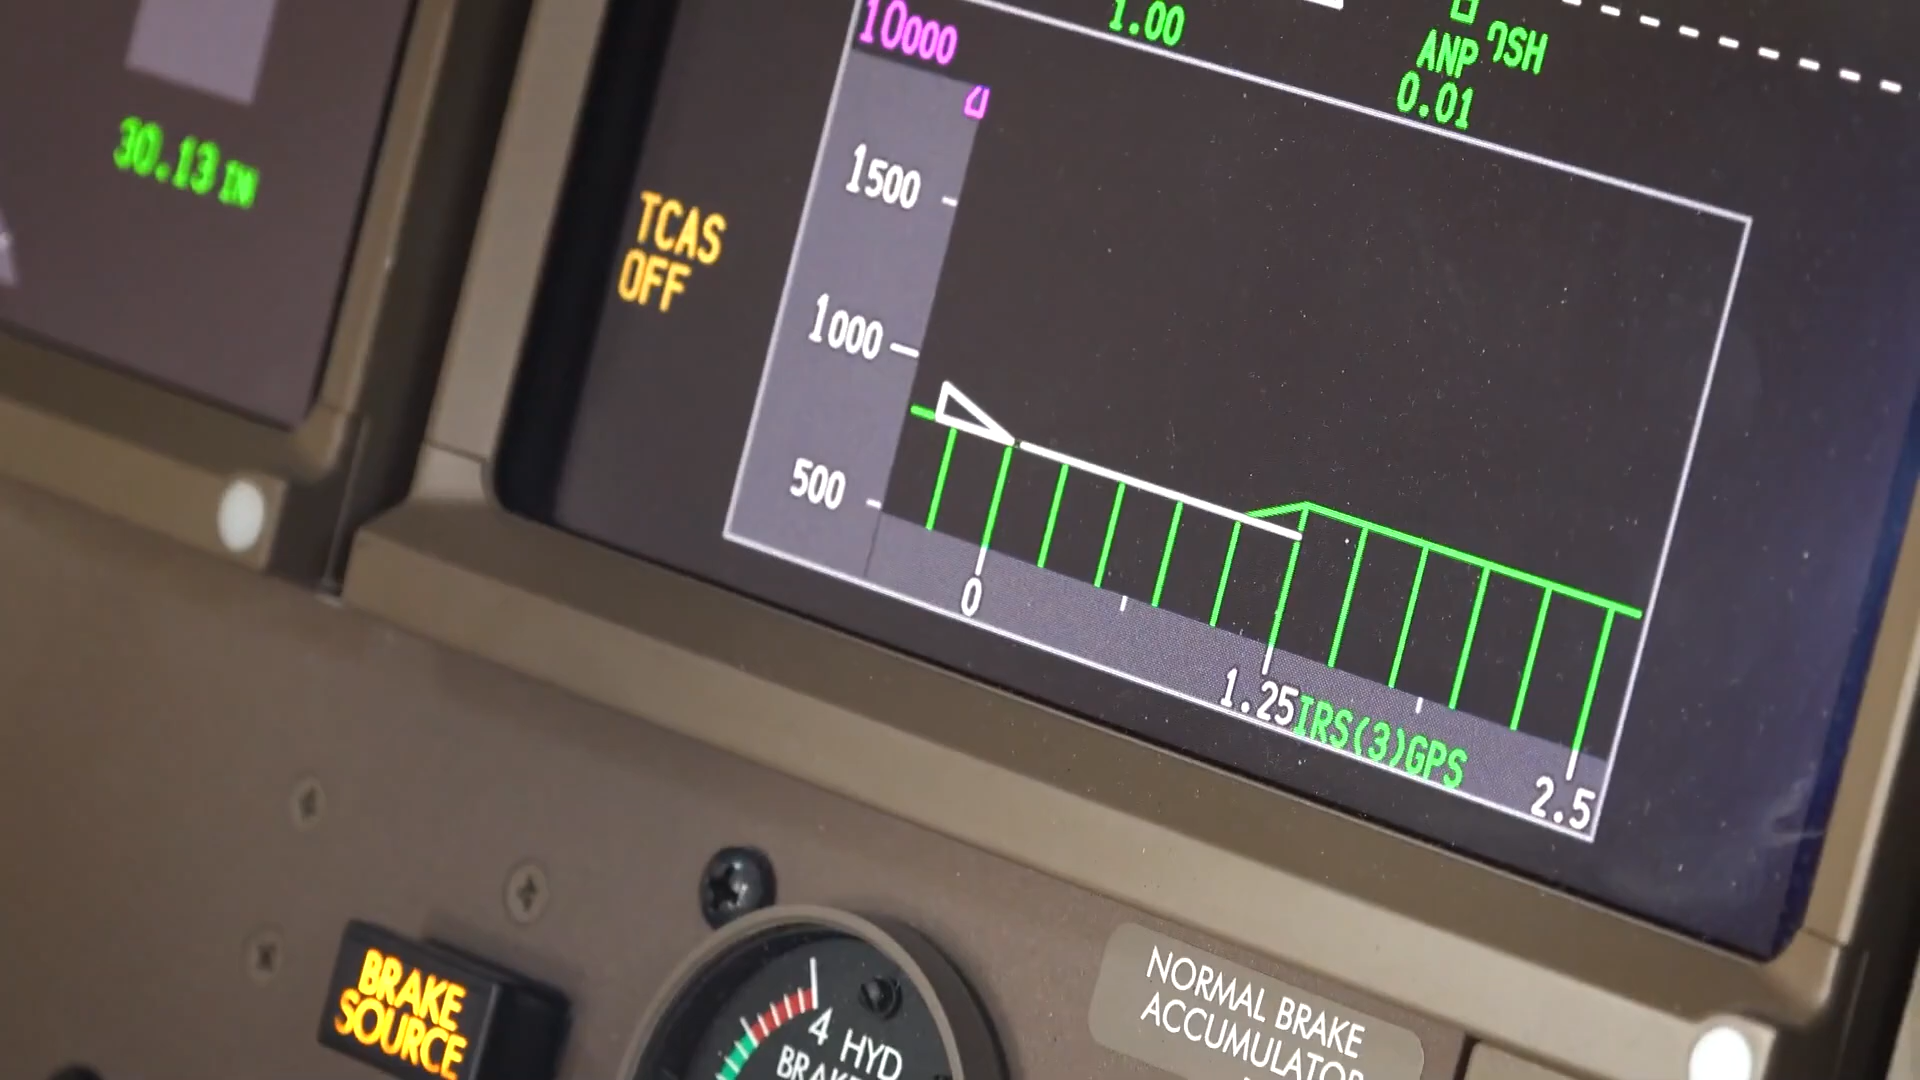 30.13 IN
TCAS
OFF
10000
1.00
ANP
0.01
1500
1000
500
0
1.25
IRS(3)GPS
2.5
BRAKE
SOURCE
4 HYD
NORMAL BRAKE
ACCUMULATOR